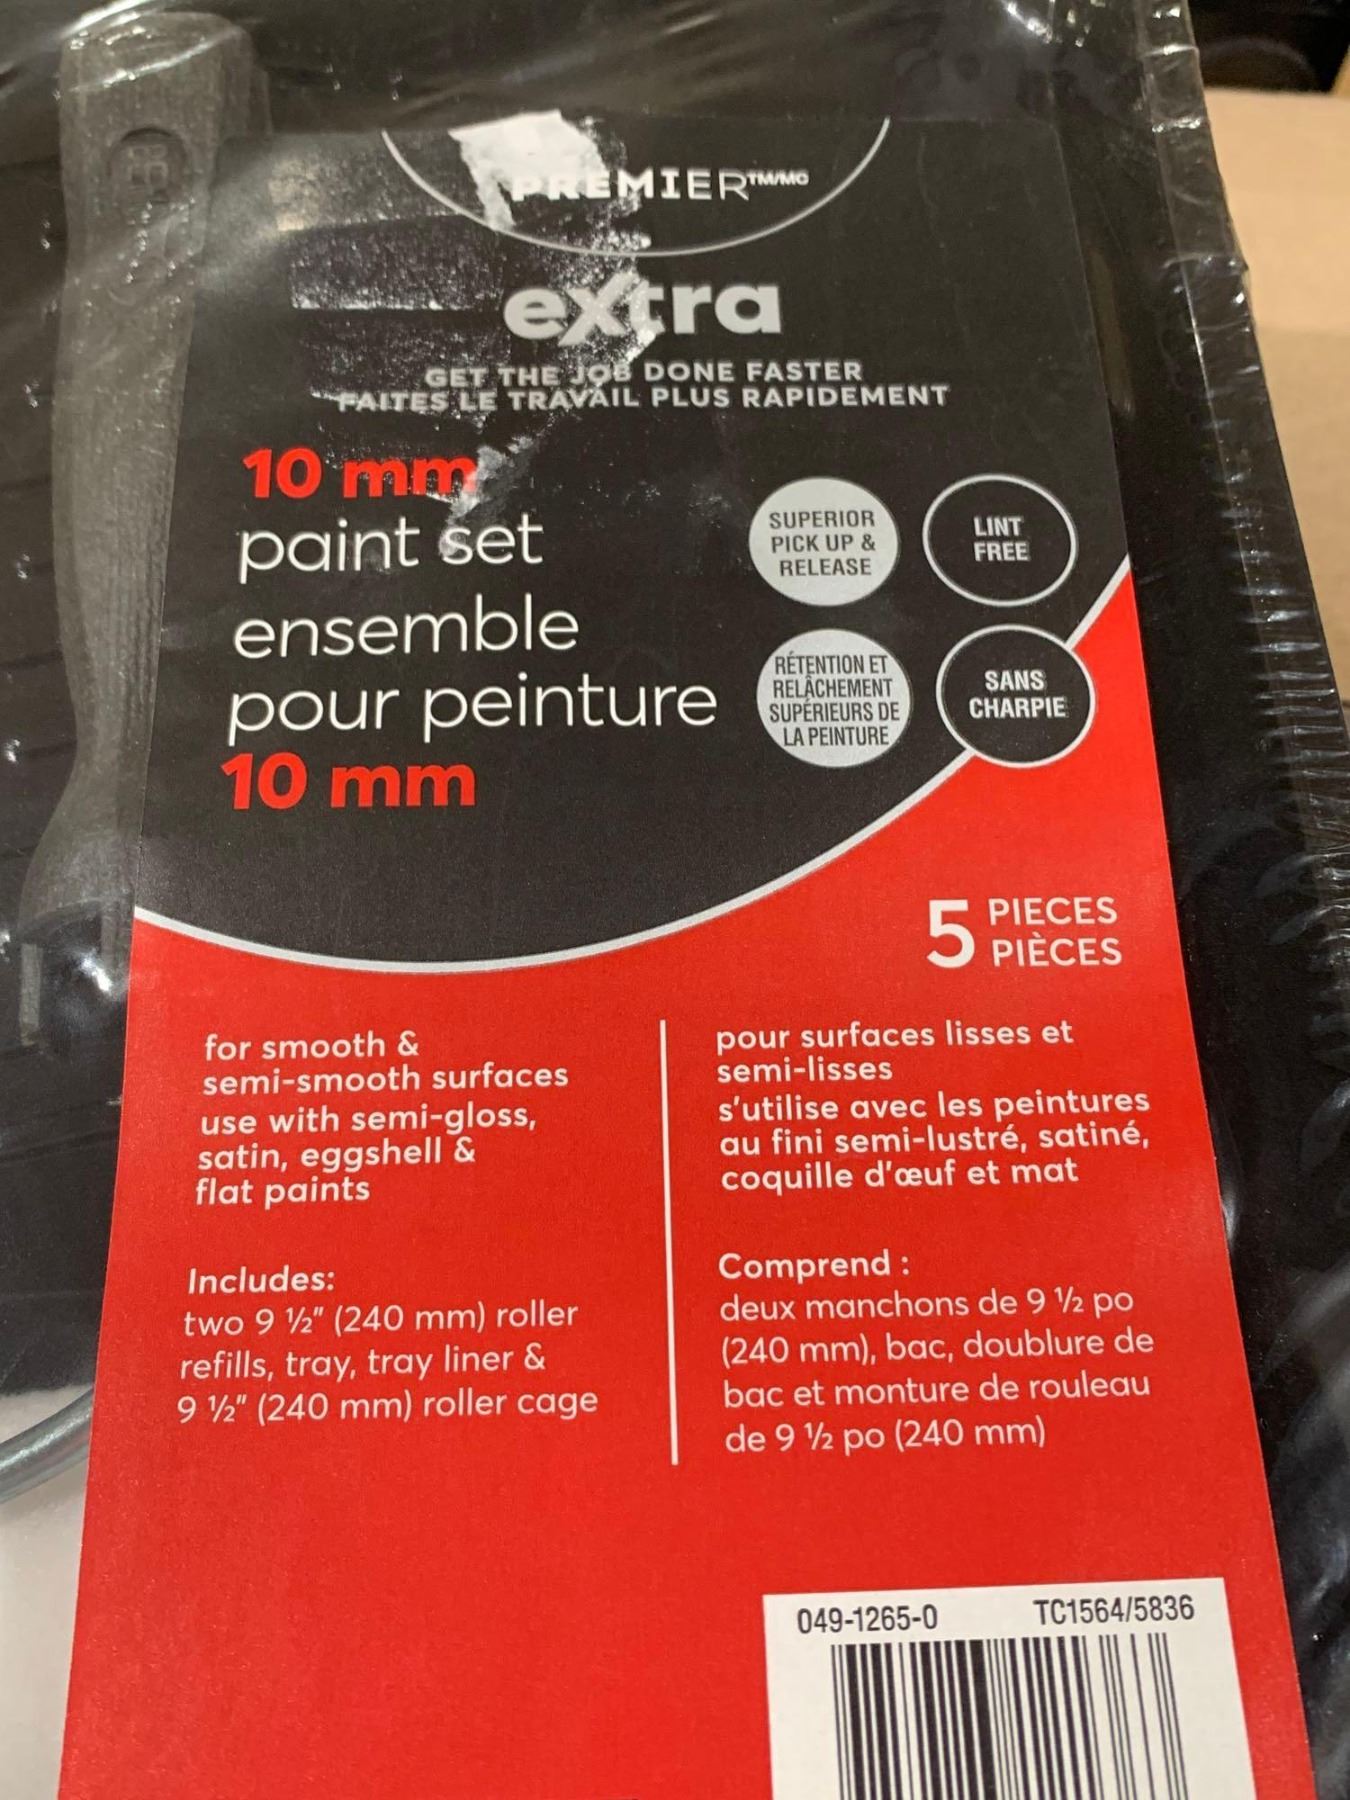 PREMIER™/MC
extra
GET THE JOB DONE FASTER
FAITES LE TRAVAIL PLUS RAPIDEMENT
10 mm
paint set
ensemble
pour peinture
10 mm
SUPERIOR
PICK UP &
RELEASE
LINT
FREE
RÉTENTION ET
RELÂCHEMENT
SUPÉRIEURS DE
LA PEINTURE
SANS
CHARPIE
5 PIECES
PIÈCES
for smooth &
semi-smooth surfaces
use with semi-gloss,
satin, eggshell &
flat paints
Includes:
two 9 ½" (240 mm) roller
refills, tray, tray liner &
9 ½" (240 mm) roller cage
pour surfaces lisses et
semi-lisses
s'utilise avec les peintures
au fini semi-lustré, satiné,
coquille d'œuf et mat
Comprend :
deux manchons de 9 ½ po
(240 mm), bac, doublure de
bac et monture de rouleau
de 9 ½ po (240 mm)
049-1265-0 TC1564/5836